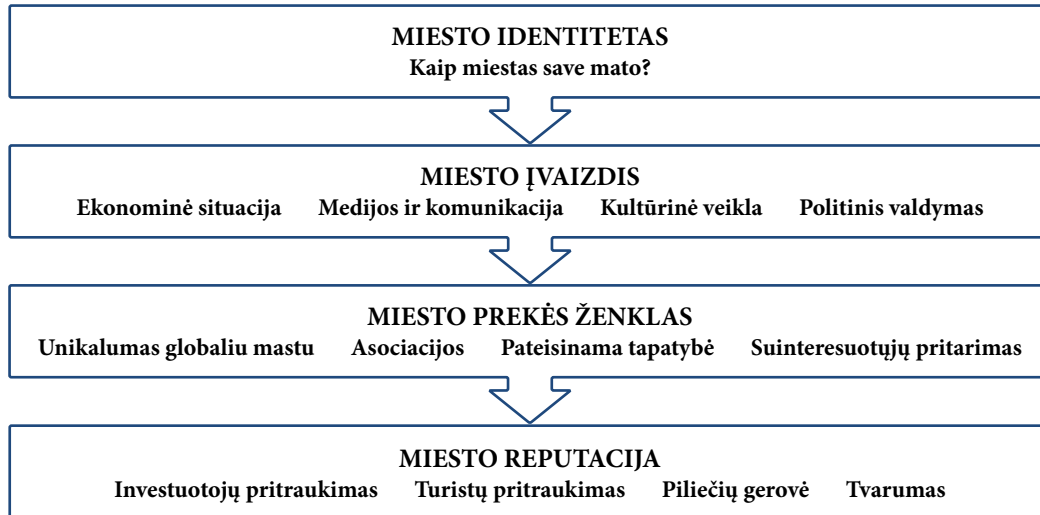 MIESTO IDENTITETAS
Kaip miestas save mato?
MIESTO ĮVAIZDIS
Ekonominė situacija Medijos ir komunikacija Kultūrinė veikla Politinis valdymas
MIESTO PREKĖS ŽENKLAS
Unikalumas globaliu mastu Asociacijos Pateisinama tapatybė Suinteresuotųjų pritarimas
MIESTO REPUTACIJA
Investuotojų pritraukimas Turistų pritraukimas Piliečių gerovė Tvarumas